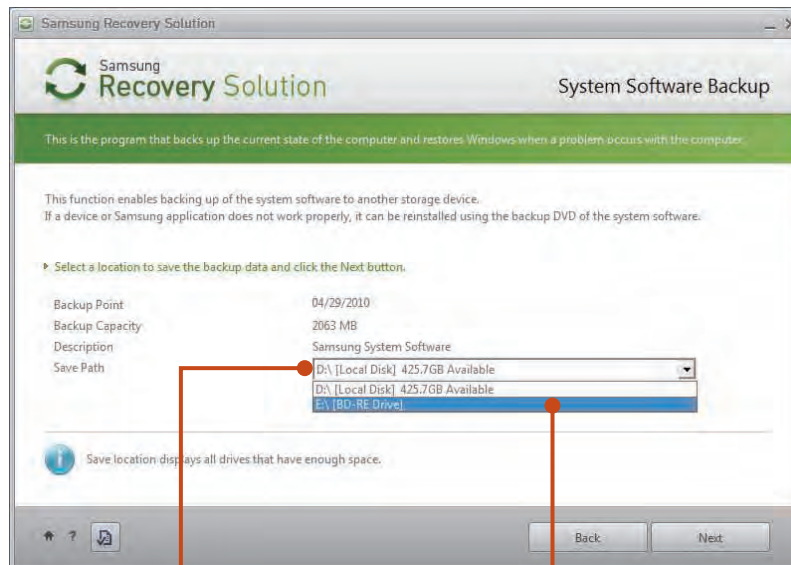 Samsung Recovery Solution
Samsung
Recovery Solution
System Software Backup
This is the program that backs up the current state of the computer and restores Windows when a problem occurs with the computer.
This function enables backing up of the system software to another storage device.
If a device or Samsung application does not work properly, it can be reinstalled using the backup DVD of the system software.
Select a location to save the backup data and click the Next button.
Backup Point 04/29/2010
Backup Capacity 2063 MB
Description Samsung System Software
Save Path D:\ [Local Disk] 425.7GB Available
D:\ [Local Disk] 425.7GB Available
E:\ [BD-RE Drive]
Save location displays all drives that have enough space.
? Back Next